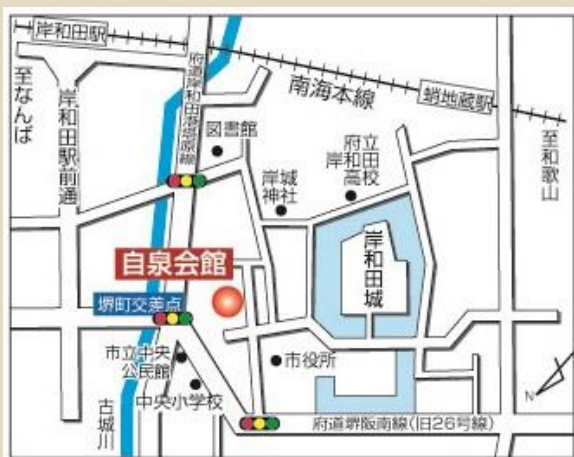 岸和田駅
至なんば
岸和田駅前通
府道岸和田港塔原線
南海本線
蛸地蔵駅
至和歌山
図書館
岸城
神社
府立
岸和田
高校
岸和田城
自泉会館
堺町交差点
市立中央
公民館
中央小学校
市役所
古城川
府道堺阪南線(旧26号線)
N